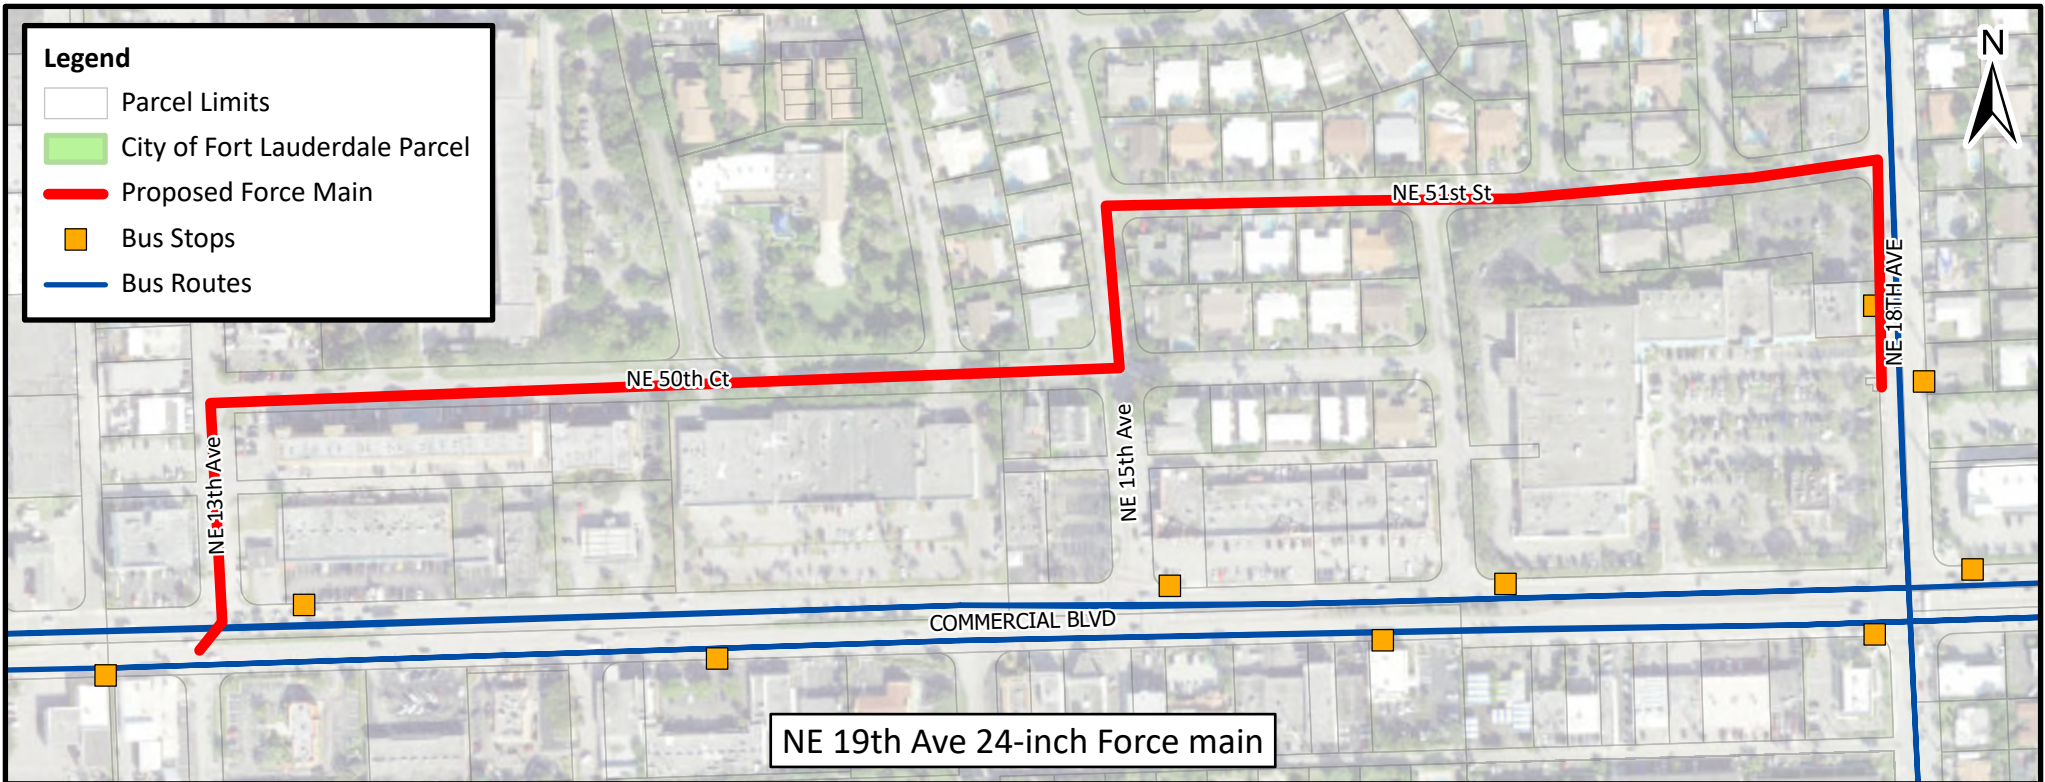 Legend
Parcel Limits
City of Fort Lauderdale Parcel
Proposed Force Main
Bus Stops
Bus Routes
N
NE 51st St
NE 18TH AVE
NE 50th Ct
NE 13th Ave
NE 15th Ave
COMMERCIAL BLVD
NE 19th Ave 24-inch Force main